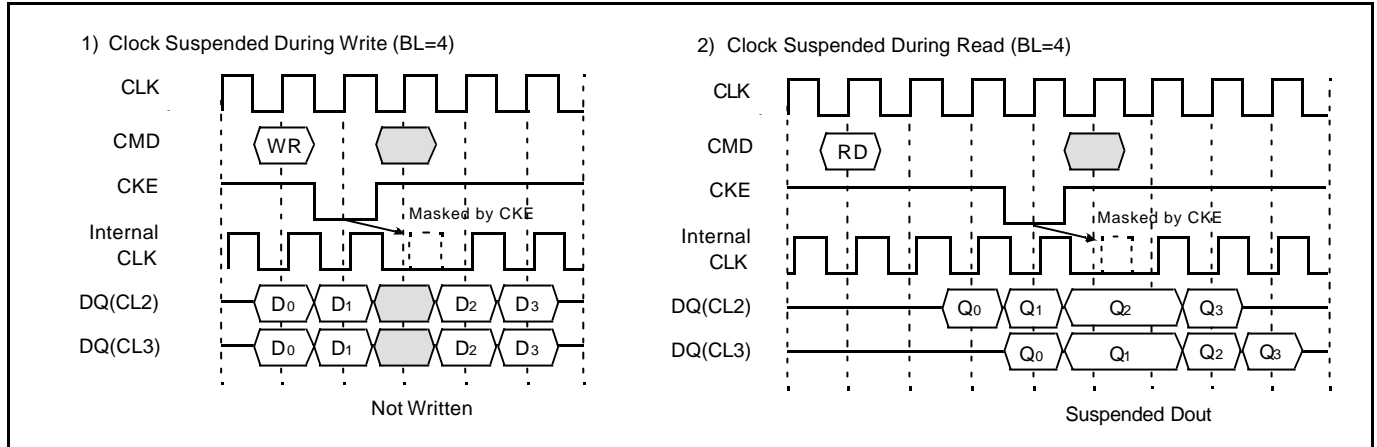 1) Clock Suspended During Write (BL=4)
CLK
CMD
WR
CKE
Masked by CKE
Internal
CLK
DQ(CL2)
D0 D1 D2 D3
DQ(CL3)
D0 D1 D2 D3
Not Written
2) Clock Suspended During Read (BL=4)
CLK
CMD
RD
CKE
Masked by CKE
Internal
CLK
DQ(CL2)
Q0 Q1 Q2 Q3
DQ(CL3)
Q0 Q1 Q2 Q3
Suspended Dout